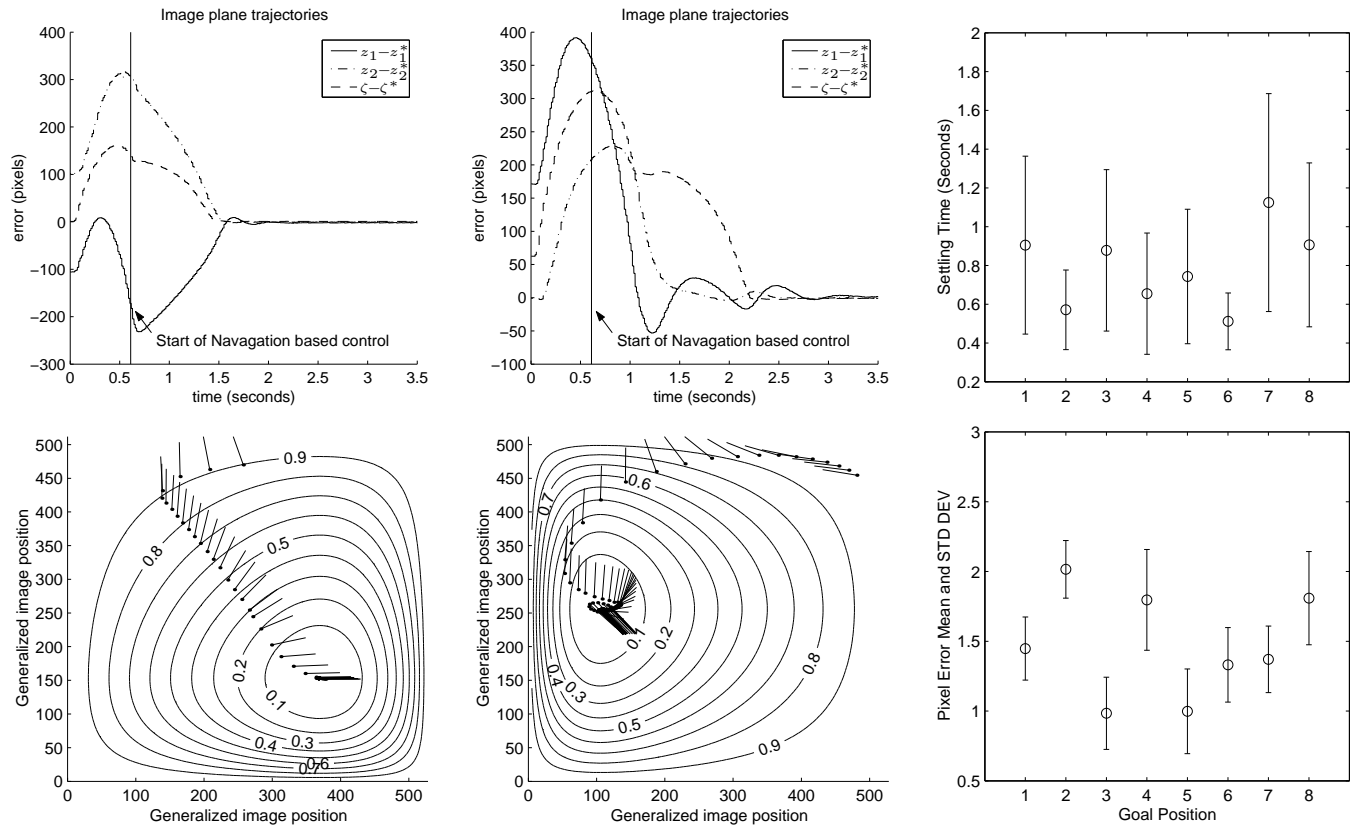 Image plane trajectories
400
300
200
100
0
−100
−200
−300
error (pixels)
z₁−z₁*
z₂−z₂*
ζ−ζ*
Start of Navagation based control
0 0.5 1 1.5 2 2.5 3 3.5
time (seconds)
Image plane trajectories
400
350
300
250
200
150
100
50
0
−50
−100
error (pixels)
z₁−z₁*
z₂−z₂*
ζ−ζ*
Start of Navagation based control
0 0.5 1 1.5 2 2.5 3 3.5
time (seconds)
2
1.8
1.6
1.4
1.2
1
0.8
0.6
0.4
0.2
Settling Time (Seconds)
1 2 3 4 5 6 7 8
500
450
400
350
300
250
200
150
100
50
0
Generalized image position
0.9
0.8
0.5
0.2
0.1
0.4 0.3
0.6
0.7
0 100 200 300 400 500
Generalized image position
500
450
400
350
300
250
200
150
100
50
0
Generalized image position
0.7
0.6
0.1
0.2
0.8
0.4
0.3
0.5
0.9
0 100 200 300 400 500
Generalized image position
3
2.5
2
1.5
1
0.5
Pixel Error Mean and STD DEV
1 2 3 4 5 6 7 8
Goal Position